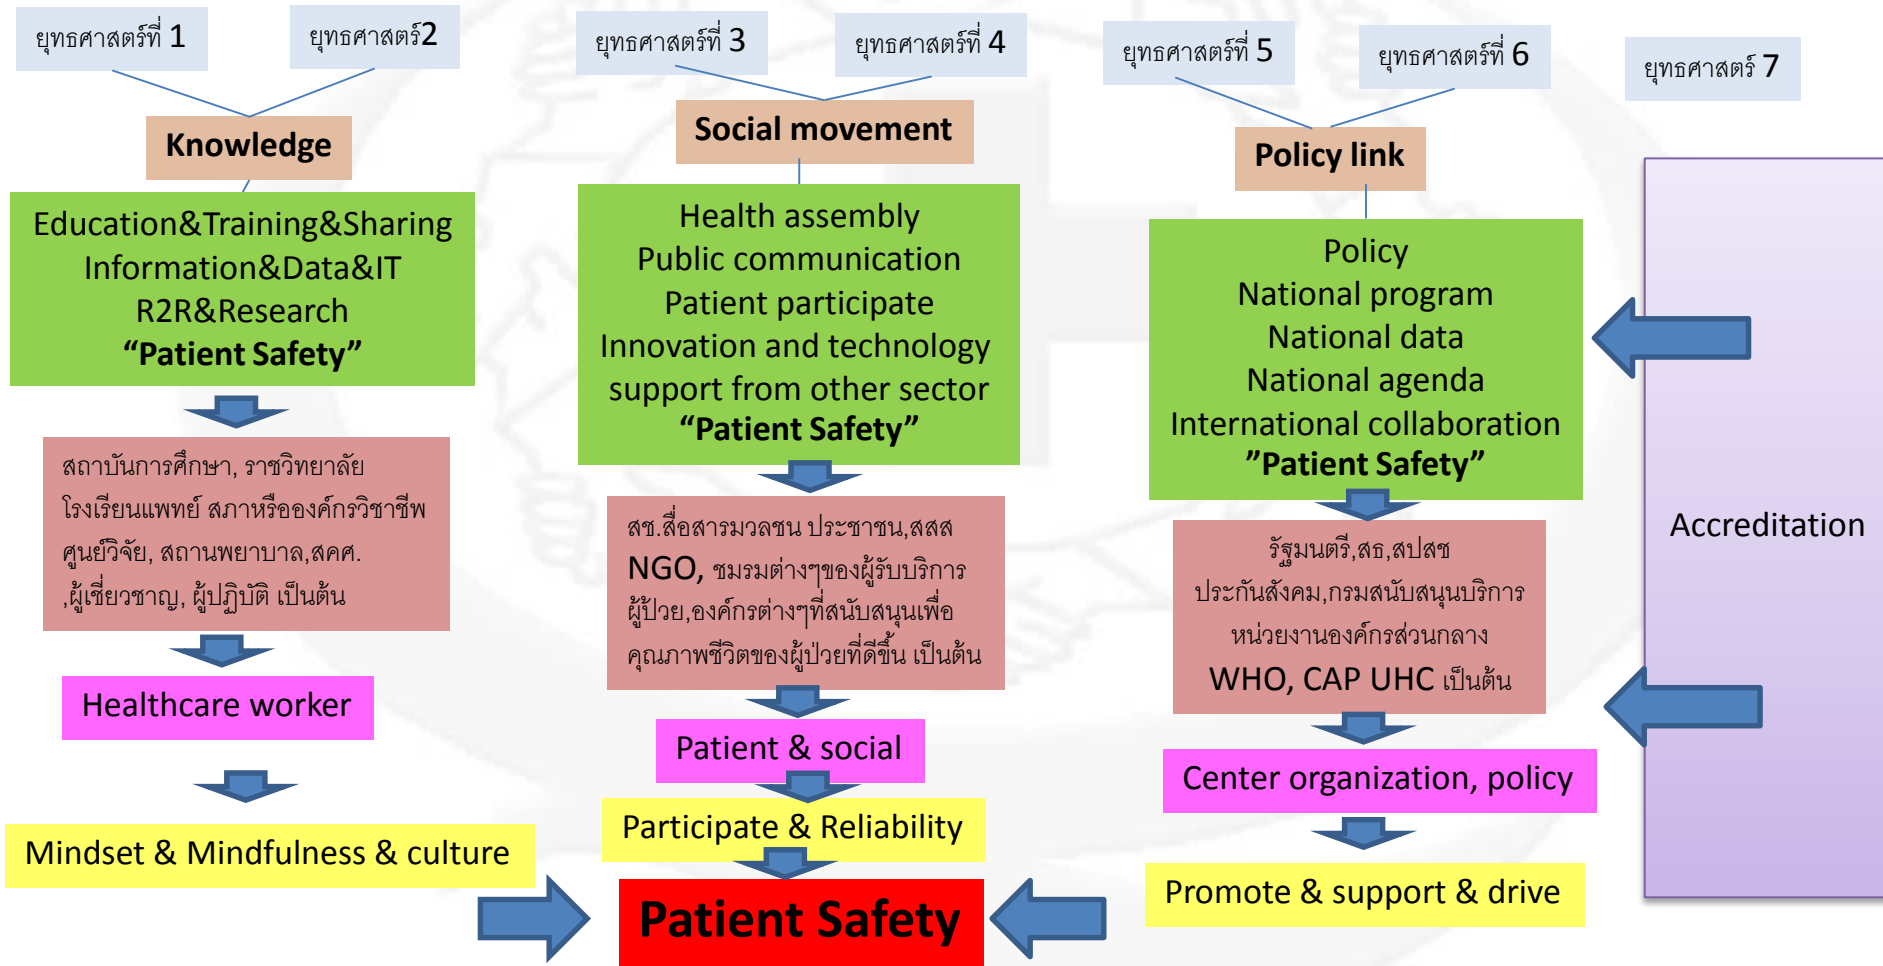 ยุทธศาสตร์ที่ 1
ยุทธศาสตร์2
ยุทธศาสตร์ที่ 3
ยุทธศาสตร์ที่ 4
ยุทธศาสตร์ที่ 5
ยุทธศาสตร์ที่ 6
ยุทธศาสตร์ 7
Knowledge
Education&Training&Sharing
Information&Data&IT
R2R&Research
“Patient Safety”
สถาบันการศึกษา, ราชวิทยาลัย
โรงเรียนแพทย์ สภาหรือองค์กรวิชาชีพ
ศูนย์วิจัย, สถานพยาบาล,สคศ.
,ผู้เชี่ยวชาญ, ผู้ปฏิบัติ เป็นต้น
Healthcare worker
Mindset & Mindfulness & culture
Social movement
Health assembly
Public communication
Patient participate
Innovation and technology
support from other sector
“Patient Safety”
สช.สื่อสารมวลชน ประชาชน,สสส
NGO, ชมรมต่างๆของผู้รับบริการ
ผู้ป้วย,องค์กรต่างๆที่สนับสนุนเพื่อ
คุณภาพชีวิตของผู้ป่วยที่ดีขึ้น เป็นต้น
Patient & social
Participate & Reliability
Patient Safety
Policy link
Policy
National program
National data
National agenda
International collaboration
”Patient Safety”
รัฐมนตรี,สธ,สปสช
ประกันสังคม,กรมสนับสนุนบริการ
หน่วยงานองค์กรส่วนกลาง
WHO, CAP UHC เป็นต้น
Center organization, policy
Promote & support & drive
Accreditation